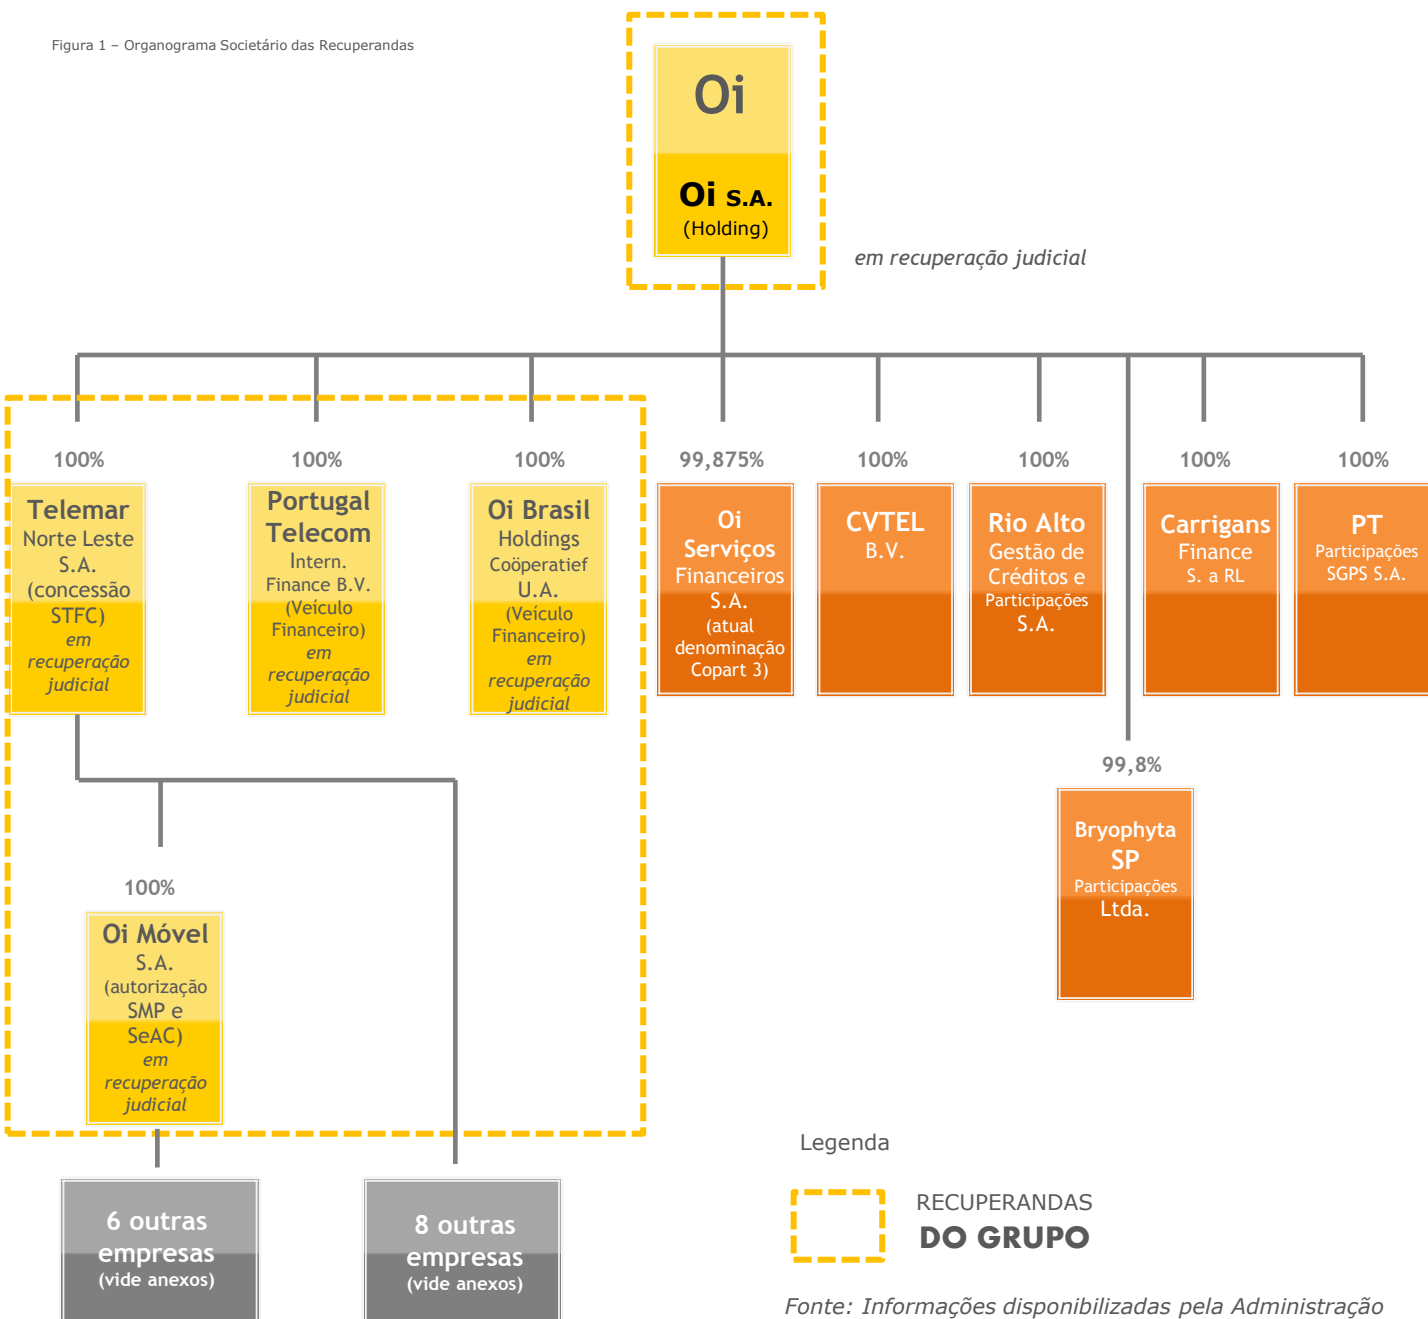 Figura 1 – Organograma Societário das Recuperandas
Oi
Oi S.A.
(Holding)
em recuperação judicial
100%
Telemar
Norte Leste
S.A.
(concessão
STFC)
em
recuperação
judicial
100%
Portugal
Telecom
Intern.
Finance B.V.
(Veículo
Financeiro)
em
recuperação
judicial
100%
Oi Brasil
Holdings
Coöperatief
U.A.
(Veículo
Financeiro)
em
recuperação
judicial
99,875%
Oi
Serviços
Financeiros
S.A.
(atual
denominação
Copart 3)
100%
CVTEL
B.V.
100%
Rio Alto
Gestão de
Créditos e
Participações
S.A.
100%
Carrigans
Finance
S. a RL
100%
PT
Participações
SGPS S.A.
99,8%
Bryophyta
SP
Participações
Ltda.
100%
Oi Móvel
S.A.
(autorização
SMP e
SeAC)
em
recuperação
judicial
6 outras
empresas
(vide anexos)
8 outras
empresas
(vide anexos)
Legenda
RECUPERANDAS
DO GRUPO
Fonte: Informações disponibilizadas pela Administração